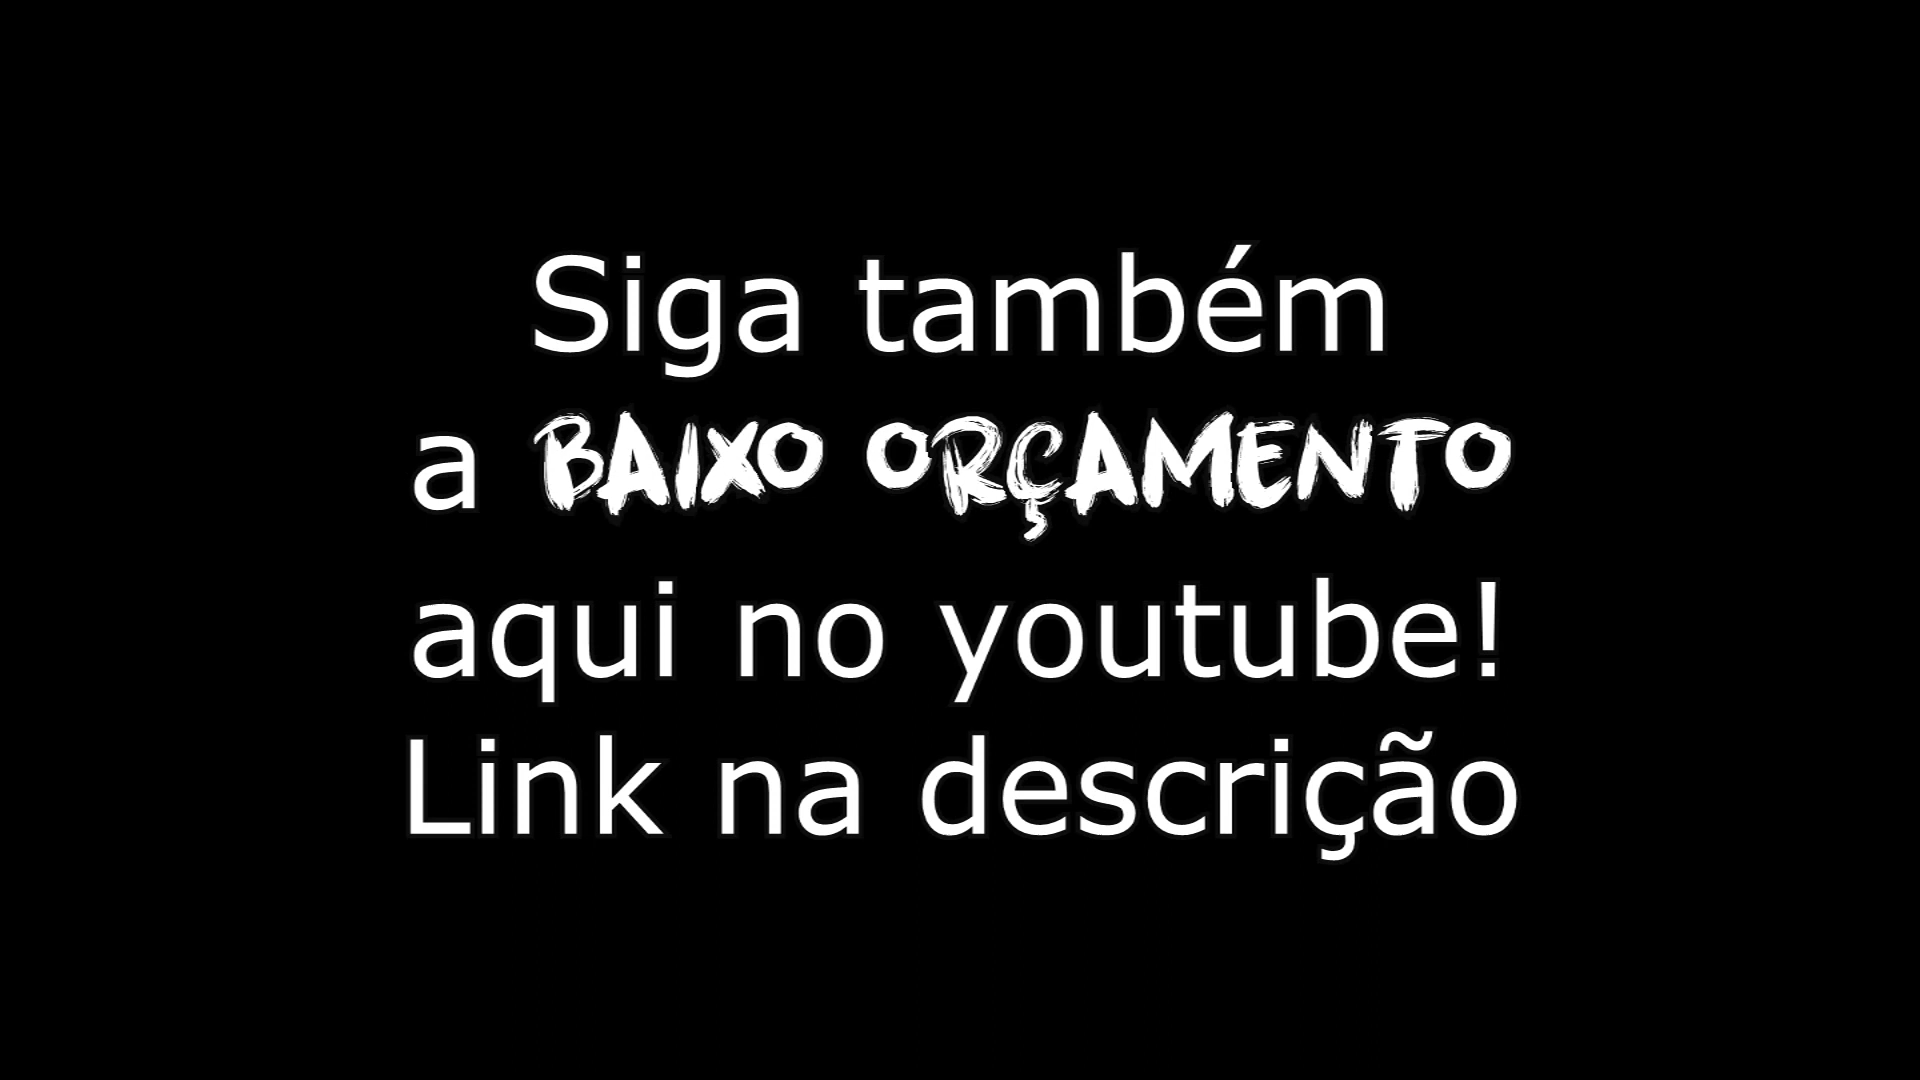 Siga também
a BAIXO ORÇAMENTO
aqui no youtube!
Link na descrição